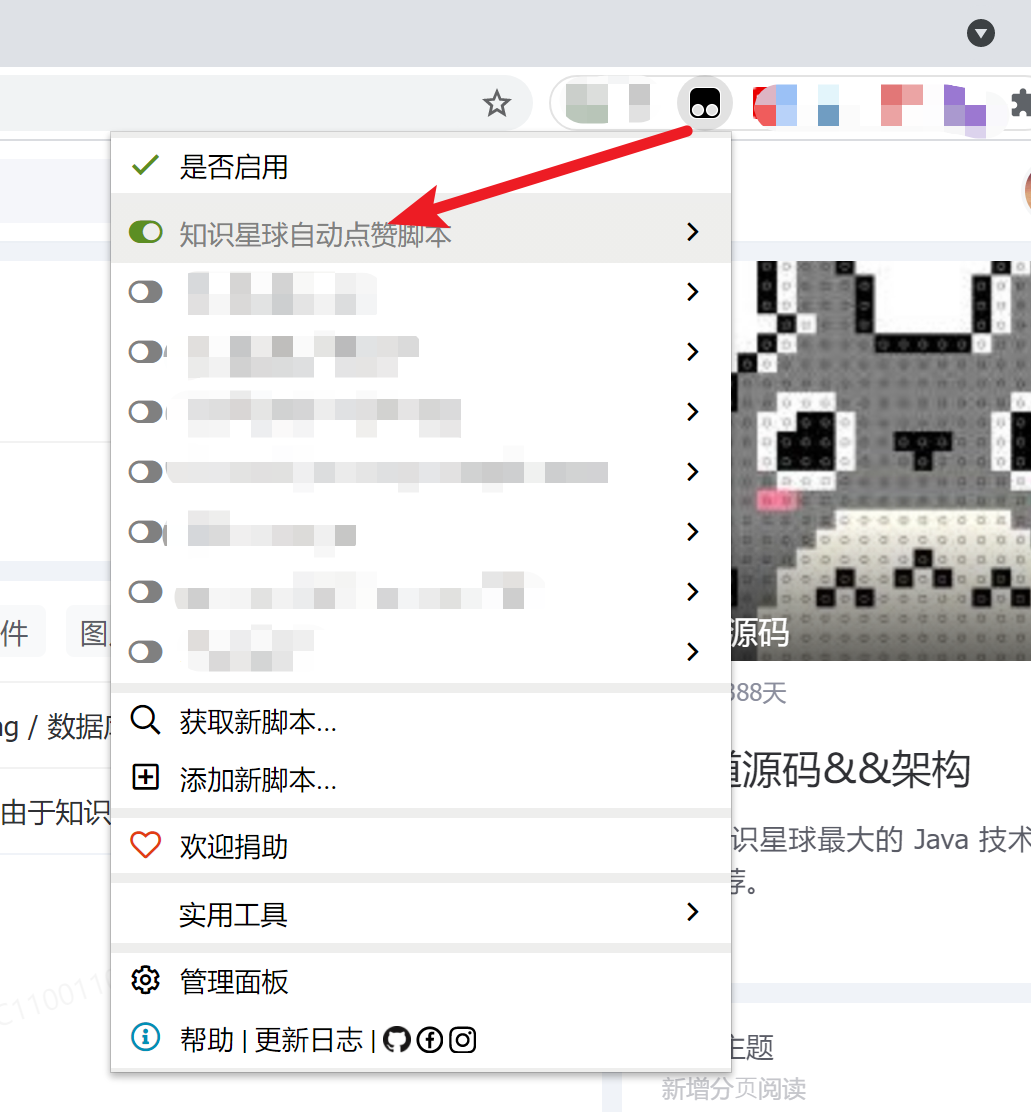 是否启用
知识星球自动点赞脚本
件
图
源码
388天
获取新脚本...
ng / 数据库
源码&&架构
添加新脚本...
由于知识
识星球最大的 Java 技术
欢迎捐助
荐。
实用工具
管理面板
C110011
帮助 | 更新日志 |
主题
新增分页阅读